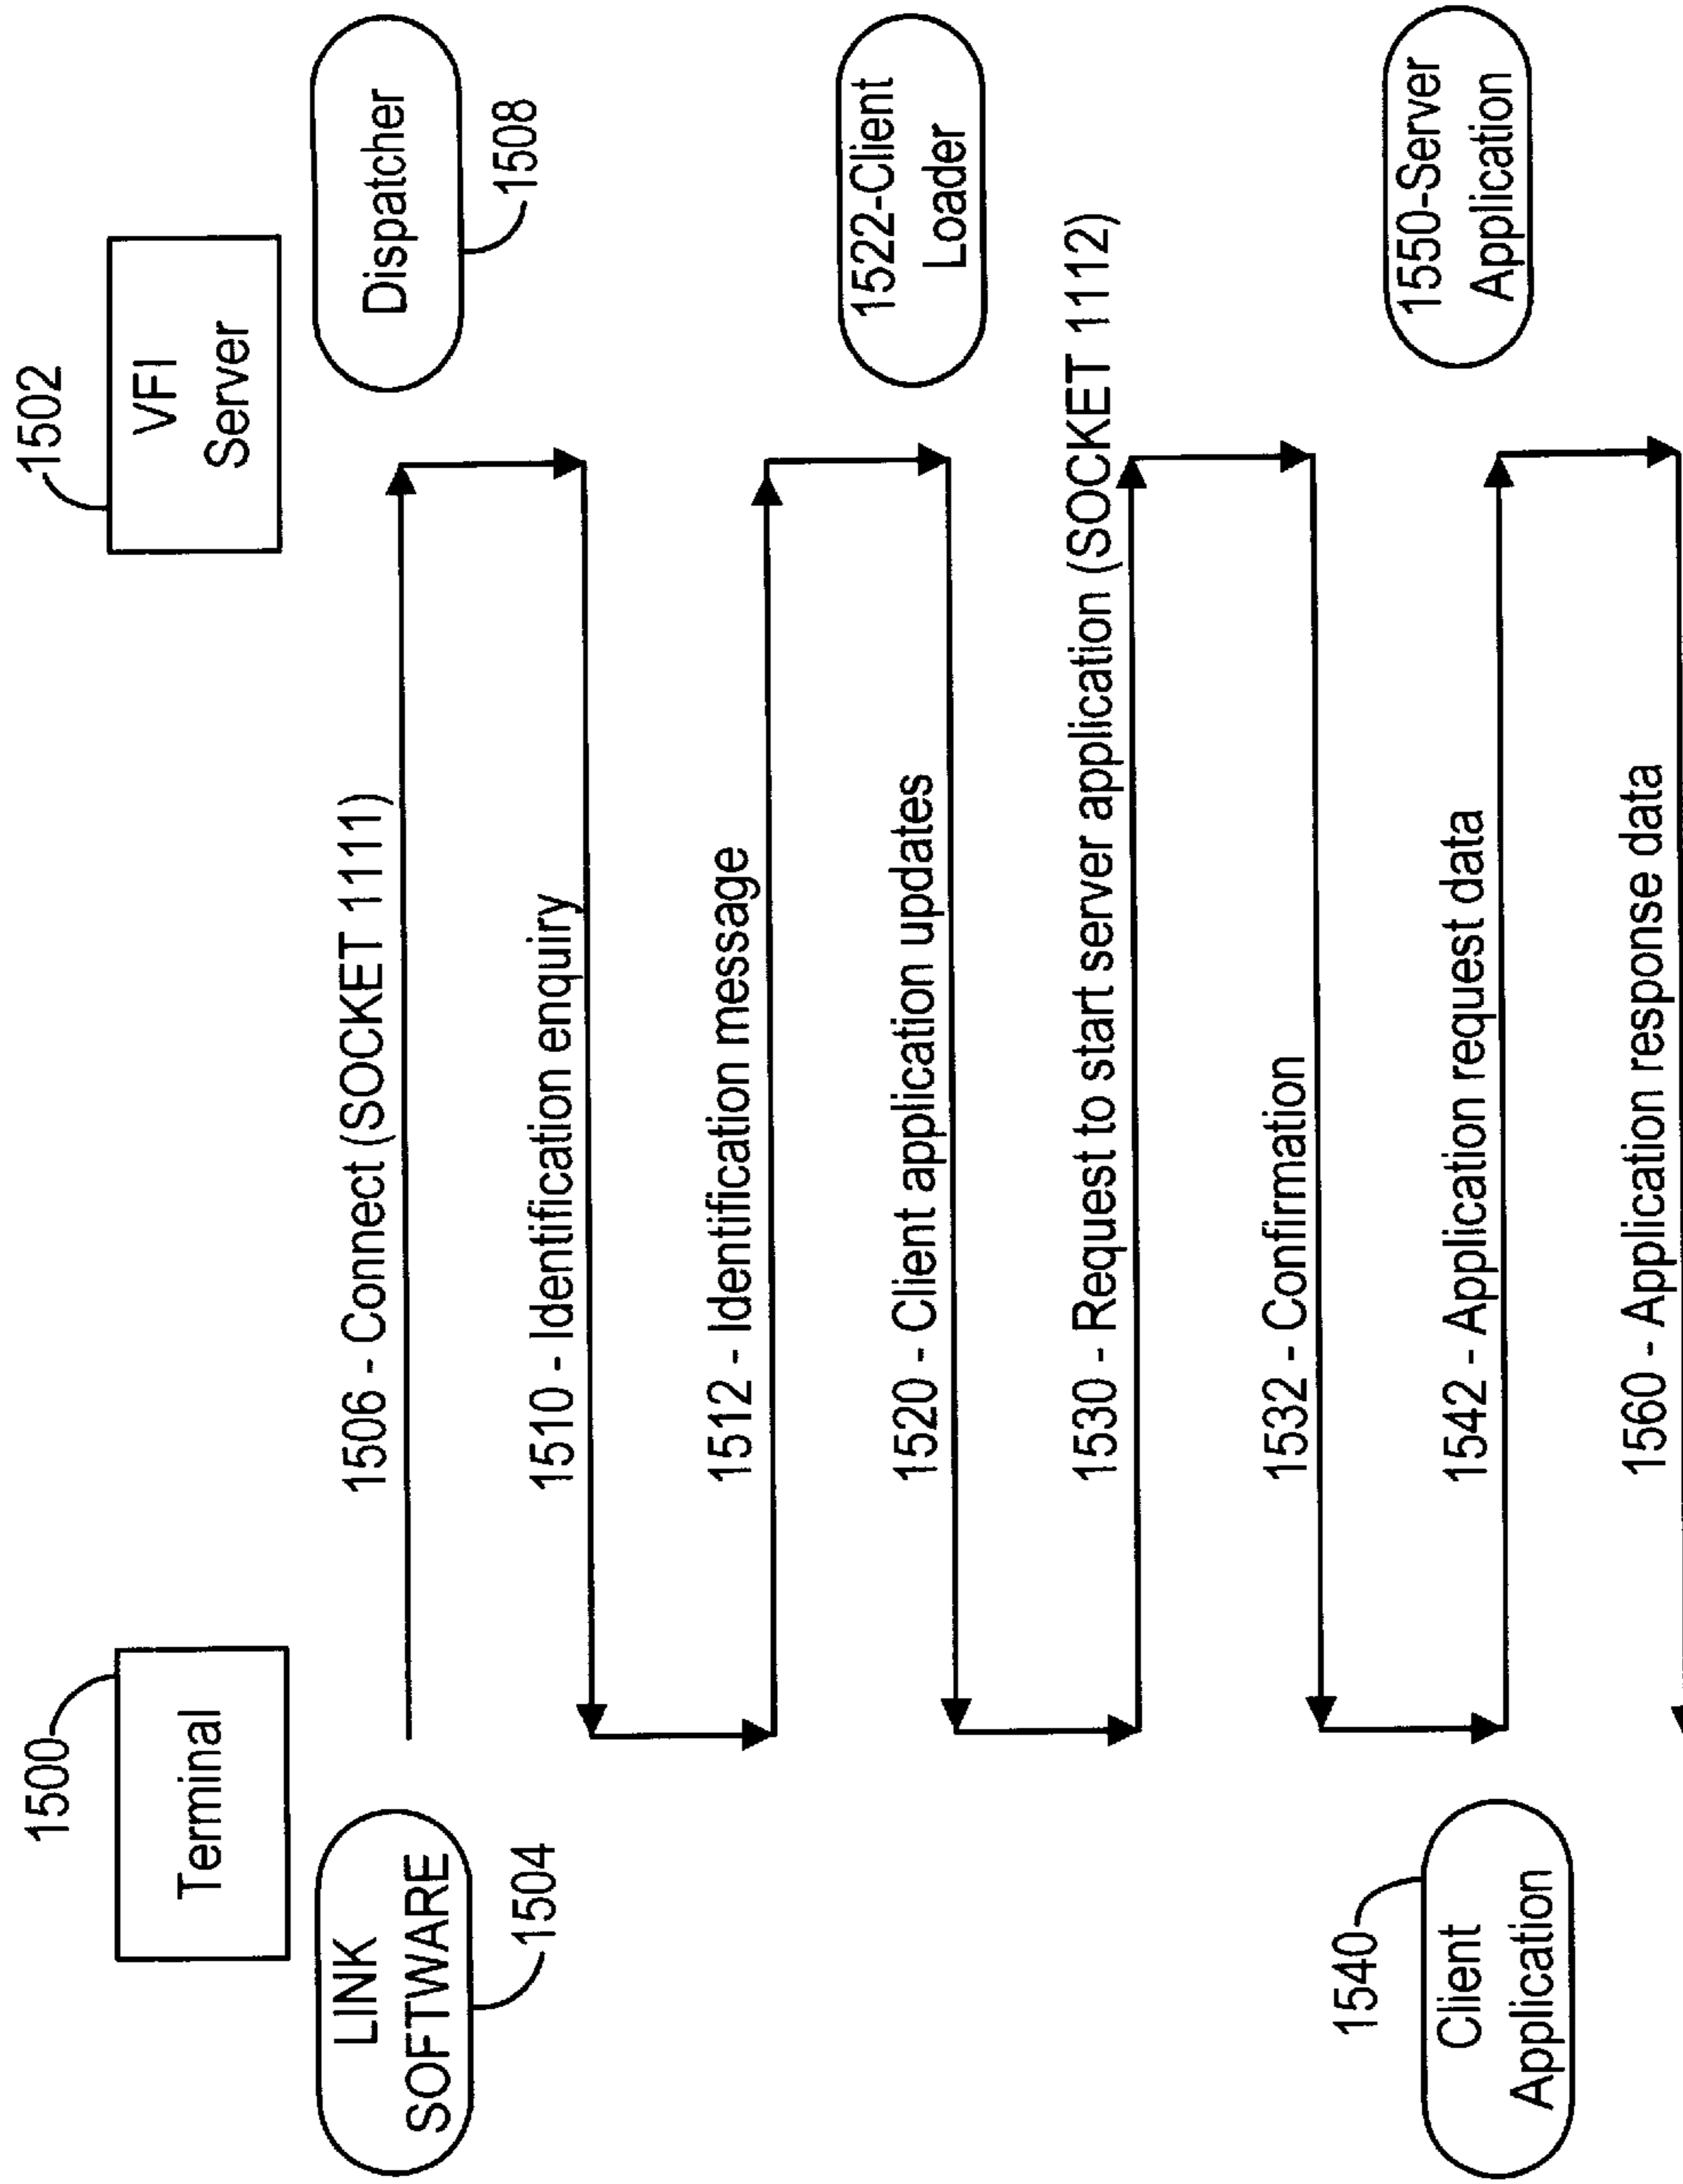 1500
Terminal
1502
VFI
Server
LINK
SOFTWARE
1504
1506 - Connect (SOCKET 1111)
Dispatcher
1508
1510 - Identification enquiry
1512 - Identification message
1520 - Client application updates
1522-Client
Loader
1530 - Request to start server application (SOCKET 1112)
1532 - Confirmation
1540
Client
Application
1542 - Application request data
1550-Server
Application
1560 - Application response data